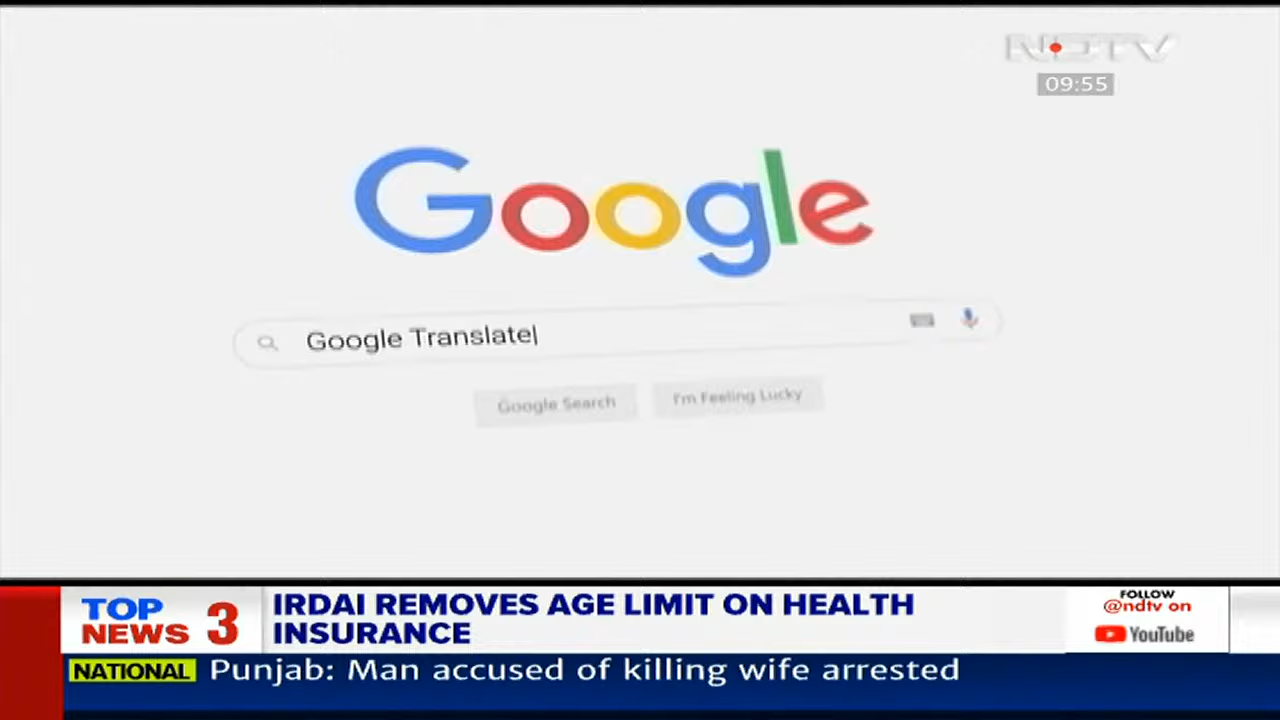 NDTV
09:55
Google
Google Translate
Google Search
I'm Feeling Lucky
TOP
NEWS 3
IRDAI REMOVES AGE LIMIT ON HEALTH
INSURANCE
FOLLOW
@ndtv on
YouTube
NATIONAL Punjab: Man accused of killing wife arrested